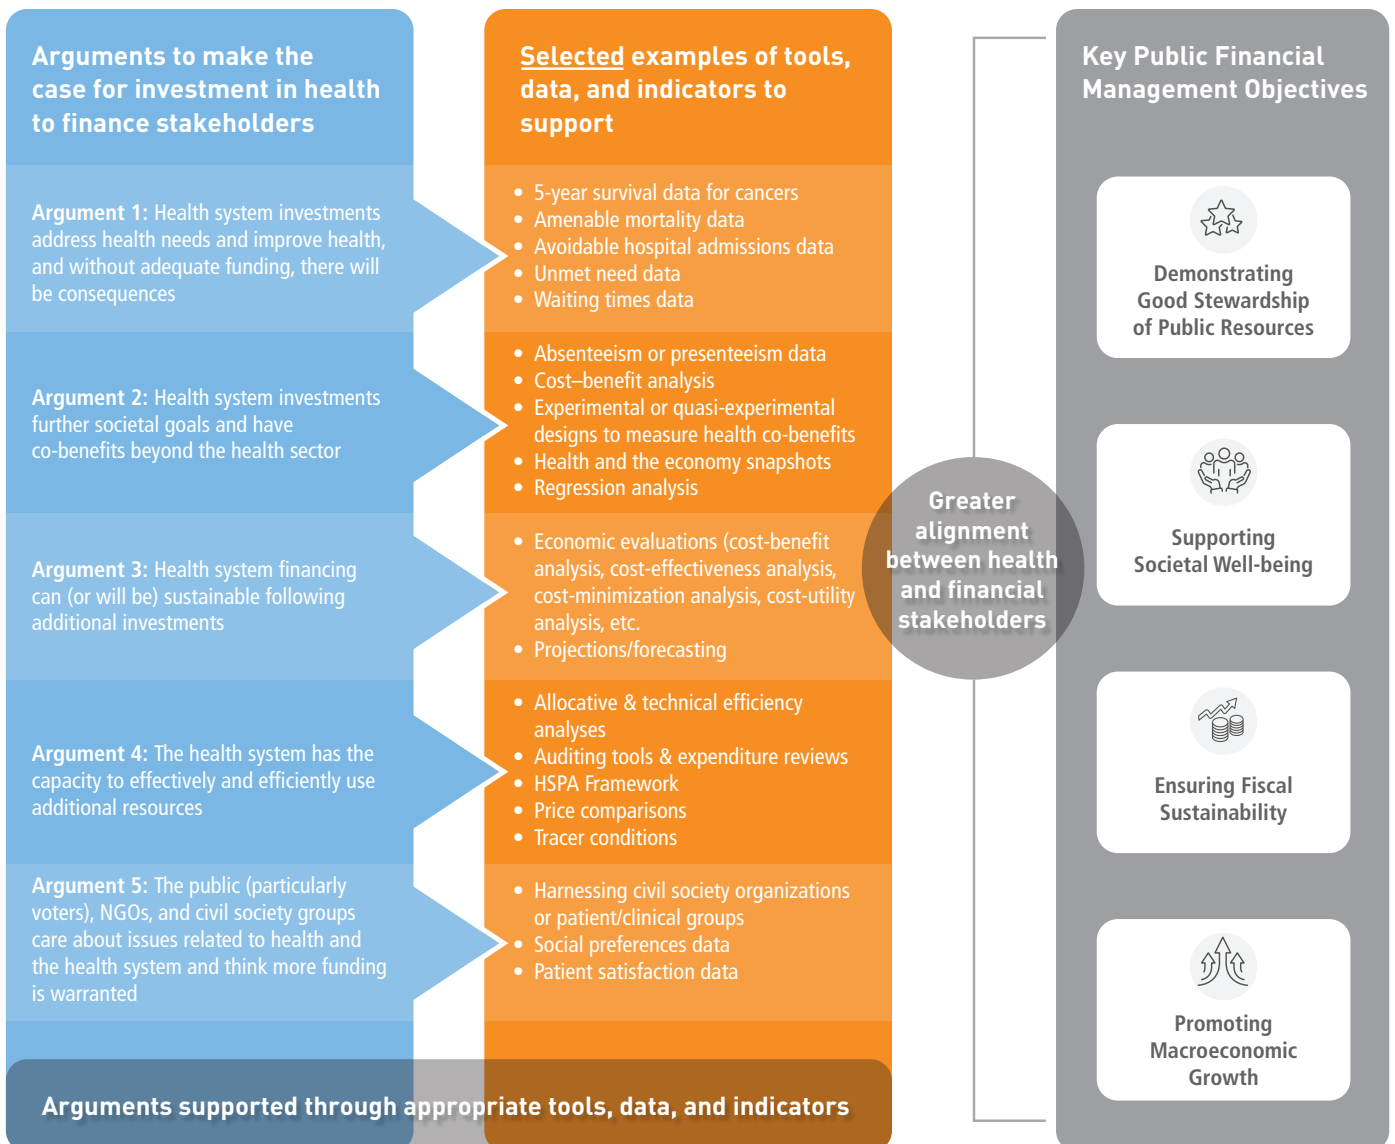 Arguments to make the
case for investment in health
to finance stakeholders
Argument 1: Health system investments
address health needs and improve health,
and without adequate funding, there will
be consequences
Argument 2: Health system investments
further societal goals and have
co-benefits beyond the health sector
Argument 3: Health system financing
can (or will be) sustainable following
additional investments
Argument 4: The health system has the
capacity to effectively and efficiently use
additional resources
Argument 5: The public (particularly
voters), NGOs, and civil society groups
care about issues related to health and
the health system and think more funding
is warranted
Selected examples of tools,
data, and indicators to
support
• 5-year survival data for cancers
• Amenable mortality data
• Avoidable hospital admissions data
• Unmet need data
• Waiting times data
• Absenteeism or presenteeism data
• Cost–benefit analysis
• Experimental or quasi-experimental
designs to measure health co-benefits
• Health and the economy snapshots
• Regression analysis
• Economic evaluations (cost-benefit
analysis, cost-effectiveness analysis,
cost-minimization analysis, cost-utility
analysis, etc.
• Projections/forecasting
• Allocative & technical efficiency
analyses
• Auditing tools & expenditure reviews
• HSPA Framework
• Price comparisons
• Tracer conditions
• Harnessing civil society organizations
or patient/clinical groups
• Social preferences data
• Patient satisfaction data
Arguments supported through appropriate tools, data, and indicators
Greater
alignment
between health
and financial
stakeholders
Key Public Financial
Management Objectives
Demonstrating
Good Stewardship
of Public Resources
Supporting
Societal Well-being
Ensuring Fiscal
Sustainability
Promoting
Macroeconomic
Growth